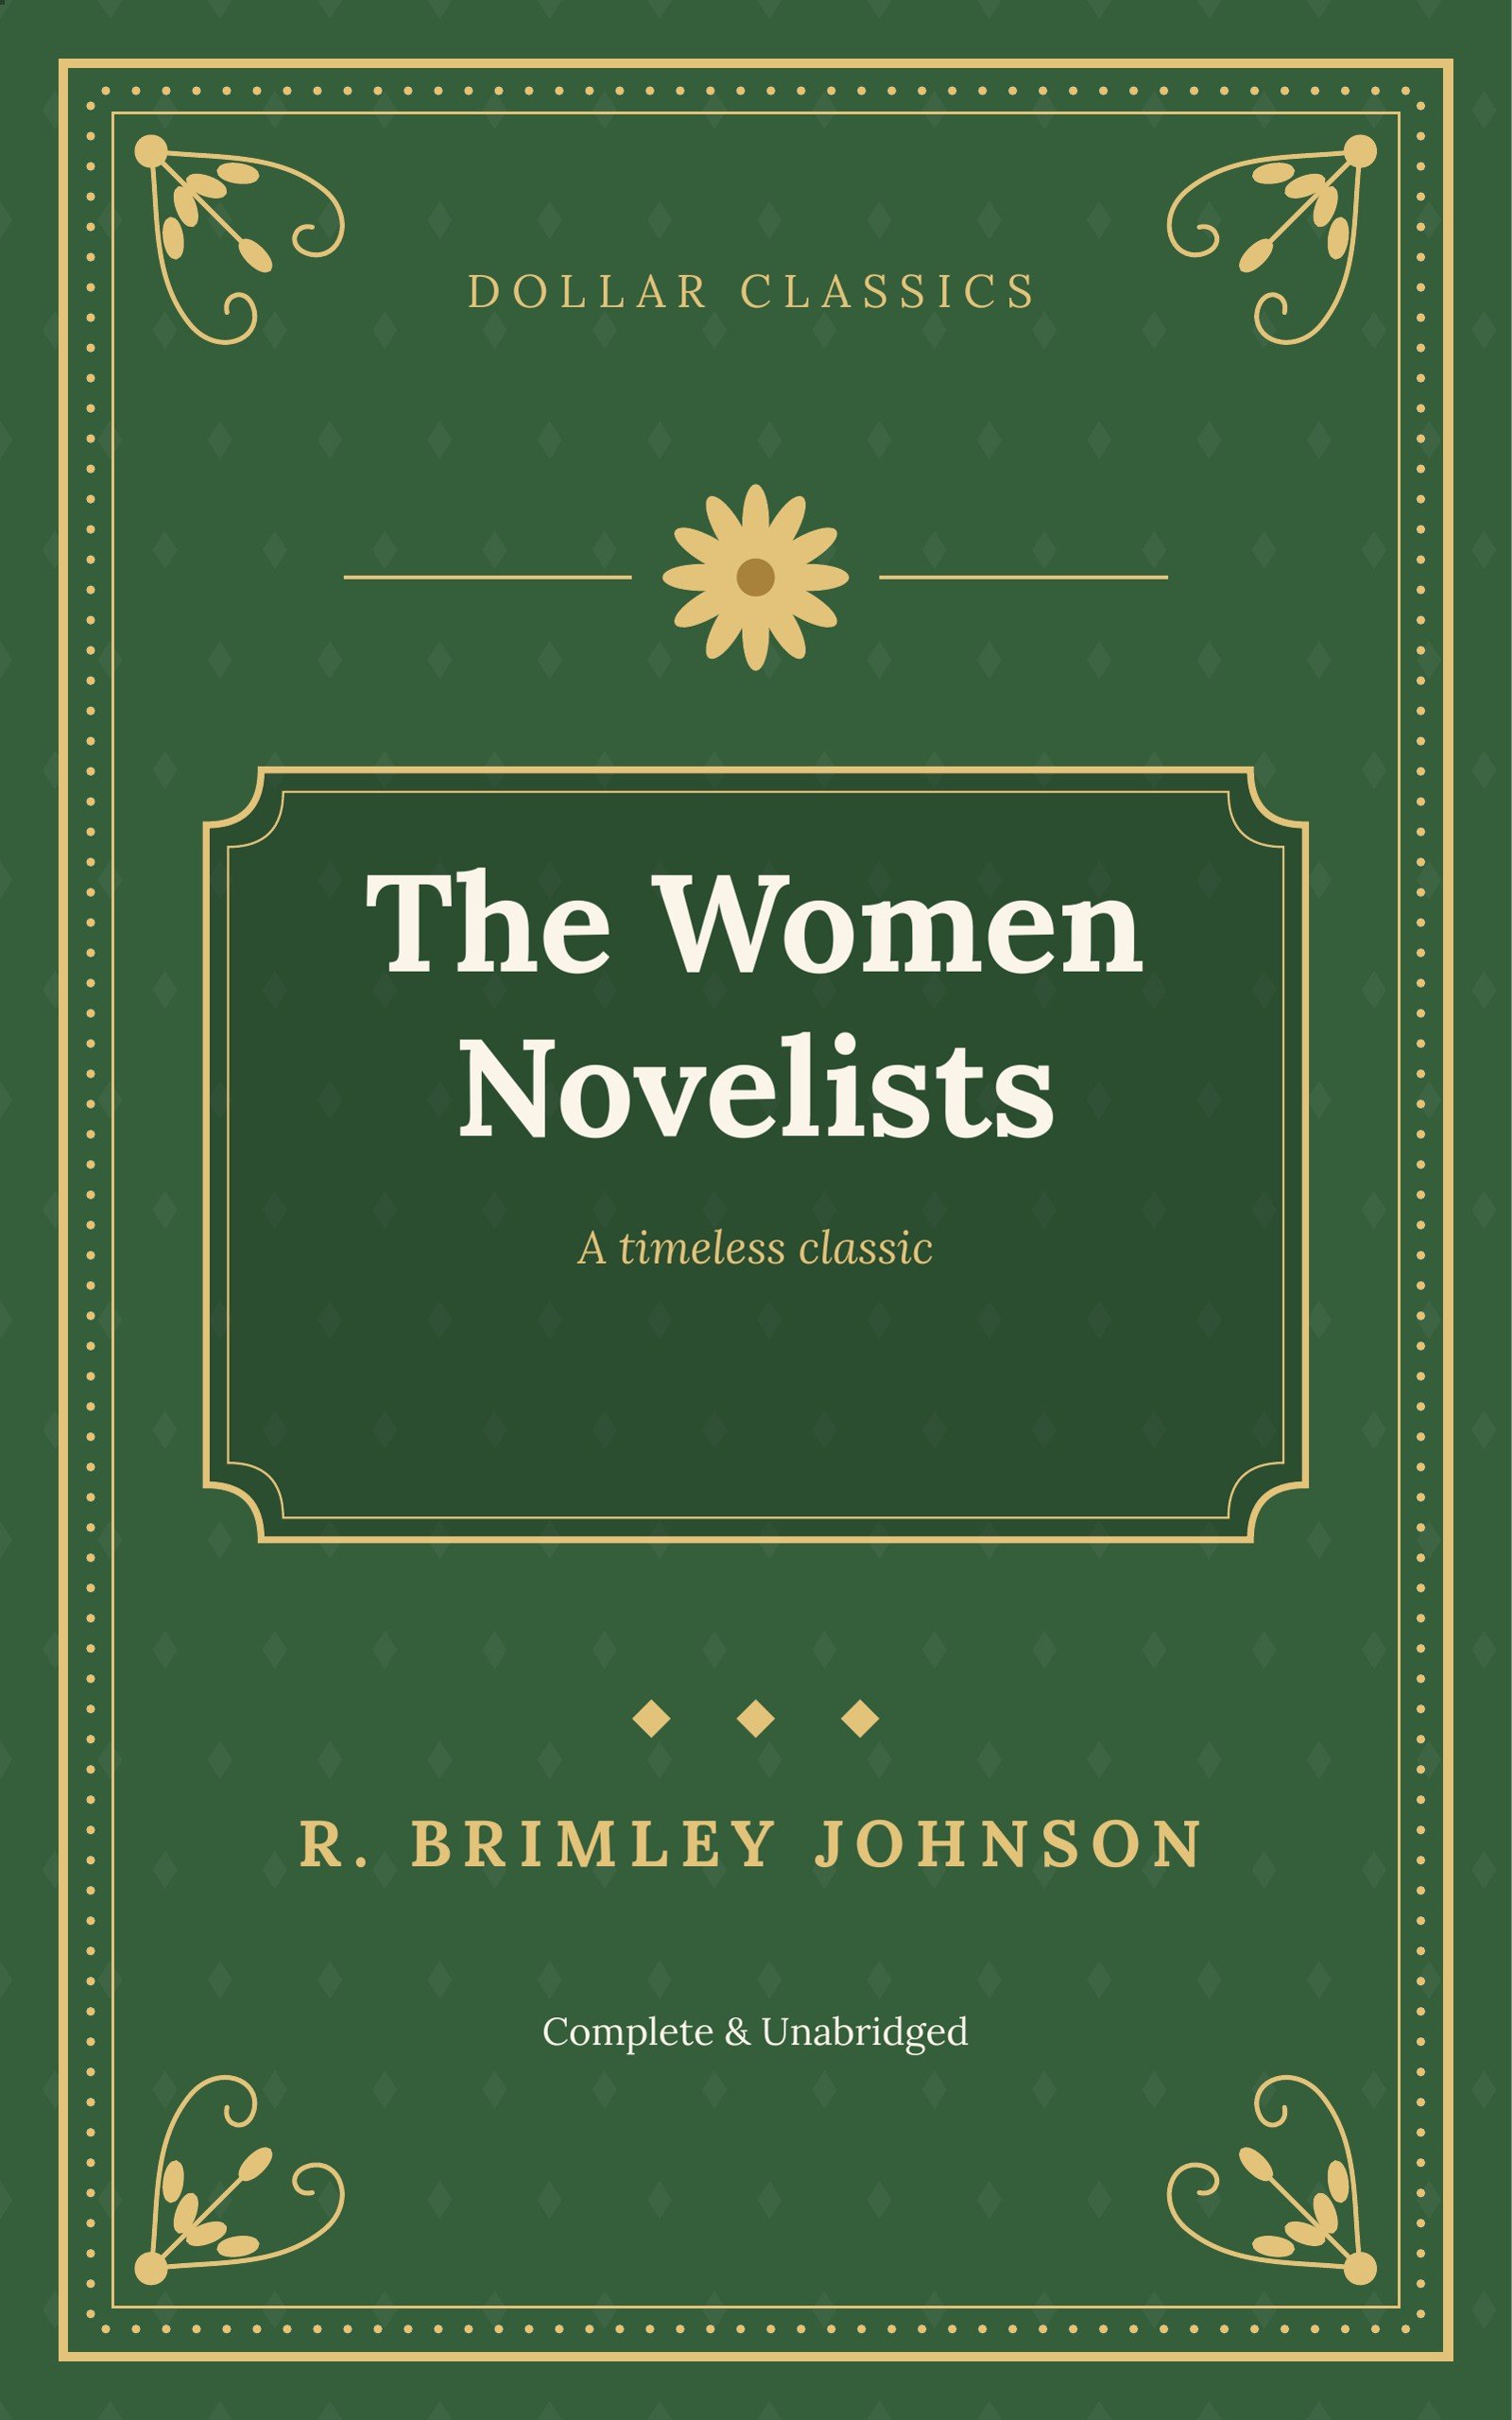 DOLLAR CLASSICS
The Women
Novelists
A timeless classic
R. BRIMLEY JOHNSON
Complete & Unabridged